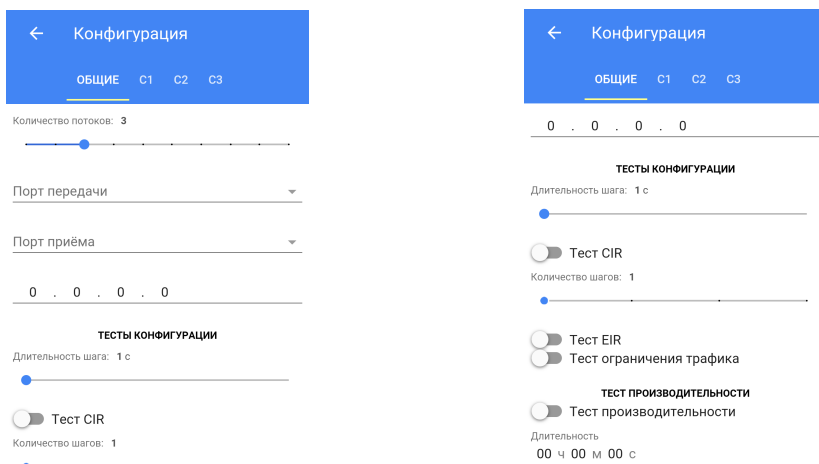 Конфигурация
ОБЩИЕ C1 C2 C3
Количество потоков: 3
Порт передачи
Порт приёма
0 . 0 . 0 . 0
ТЕСТЫ КОНФИГУРАЦИИ
Длительность шага: 1 с
Тест CIR
Количество шагов: 1
Конфигурация
ОБЩИЕ C1 C2 C3
0 . 0 . 0 . 0
ТЕСТЫ КОНФИГУРАЦИИ
Длительность шага: 1 с
Тест CIR
Количество шагов: 1
Тест EIR
Тест ограничения трафика
ТЕСТ ПРОИЗВОДИТЕЛЬНОСТИ
Тест производительности
Длительность
00 ч 00 м 00 с